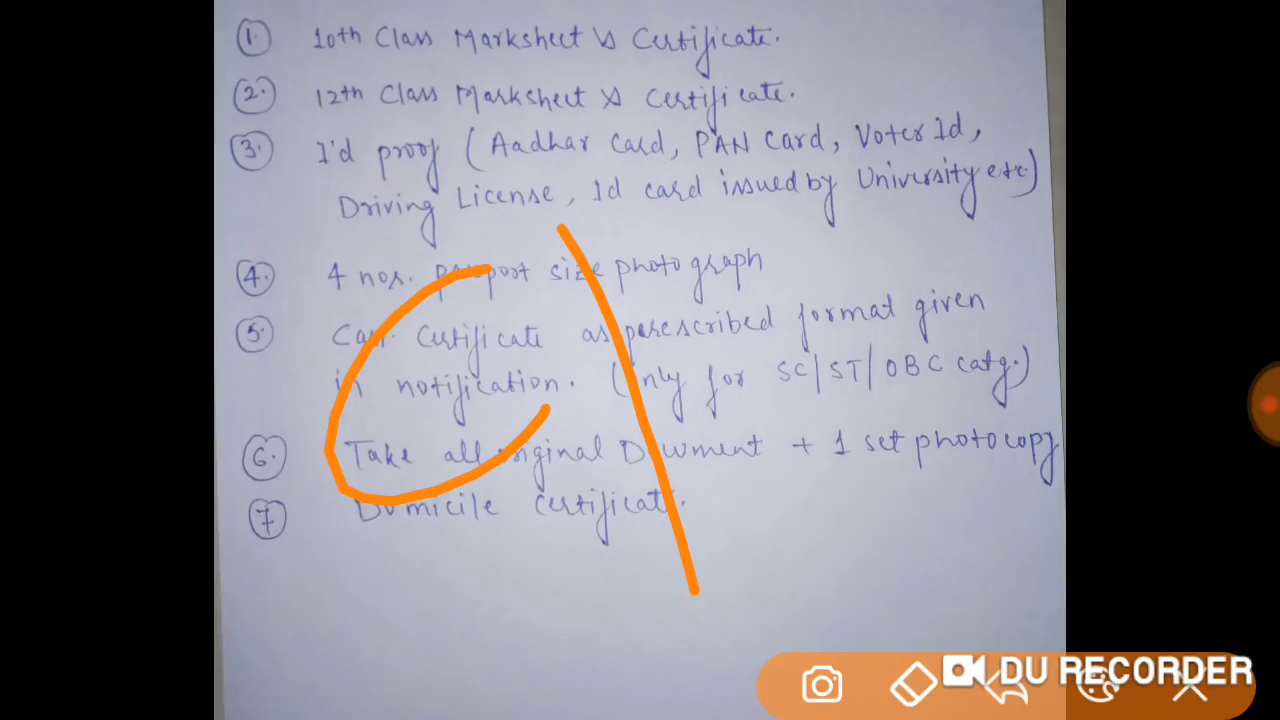 1. 10th Class Marksheet & Certificate.
2. 12th Class Marksheet & Certificate.
3. I'd proof (Aadhar Card, PAN Card, Voter Id,
Driving License, Id card issued by University etc)
4. 4 nos. passport size photograph
5. Cast Certificate as prescribed format given
in notification. (Only for SC/ST/OBC catg.)
6. Take all original Document + 1 set photocopy
7 Domicile certificate.
DU RECORDER